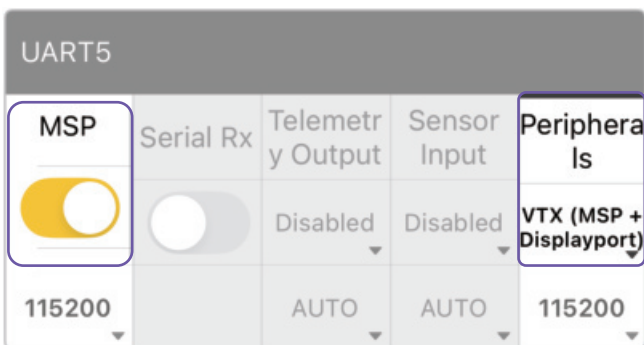 UART5
MSP
Serial Rx
Telemetr
y Output
Sensor
Input
Periphera
ls
Disabled
Disabled
VTX (MSP +
Displayport)
115200
AUTO
AUTO
115200